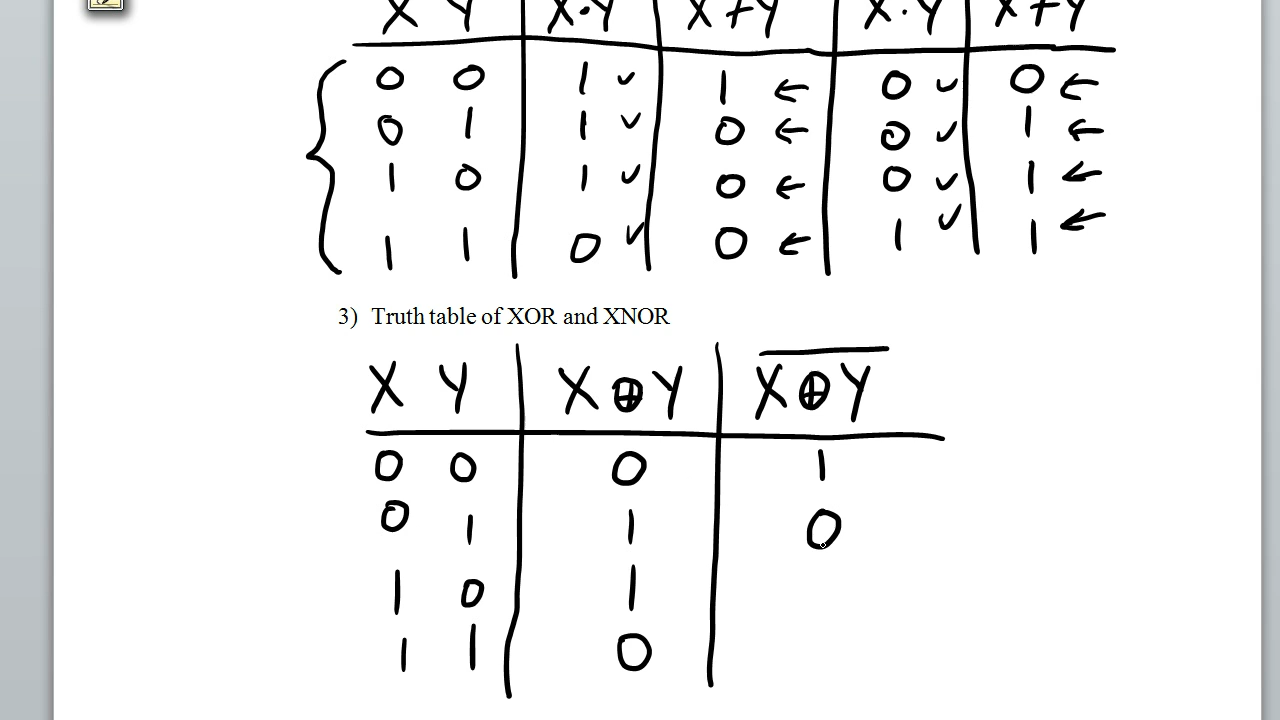 X Y X·Y X+Y X·Y X+Y
0 0 1 ✓ 1 ← 0 ✓ 0 ←
0 1 1 ✓ 0 ← 0 ✓ 1 ←
1 0 1 ✓ 0 ← 0 ✓ 1 ←
1 1 0 ✓ 0 ← 1 ✓ 1 ←
3) Truth table of XOR and XNOR
X Y X⊕Y X̅⊕̅Y̅
0 0 0 1
0 1 1 0
1 0 1
1 1 0